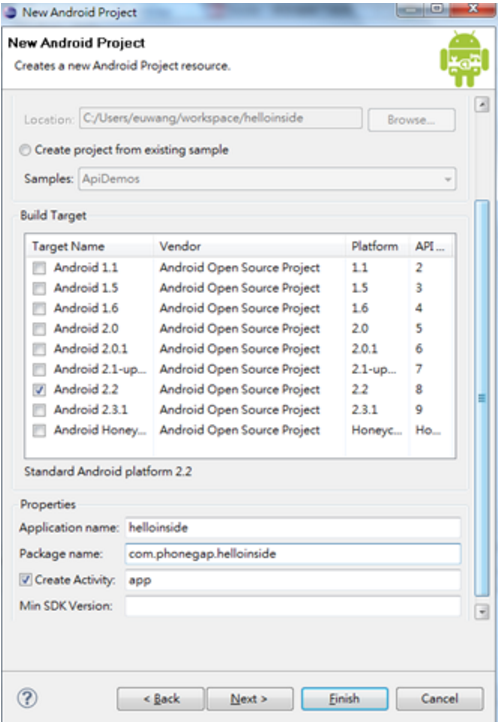 New Android Project
New Android Project
Creates a new Android Project resource.
Location: C:/Users/euwang/workspace/helloinside Browse...
Create project from existing sample
Samples: ApiDemos
Build Target
Target Name Vendor Platform API ...
Android 1.1 Android Open Source Project 1.1 2
Android 1.5 Android Open Source Project 1.5 3
Android 1.6 Android Open Source Project 1.6 4
Android 2.0 Android Open Source Project 2.0 5
Android 2.0.1 Android Open Source Project 2.0.1 6
Android 2.1-up... Android Open Source Project 2.1-up... 7
Android 2.2 Android Open Source Project 2.2 8
Android 2.3.1 Android Open Source Project 2.3.1 9
Android Honey... Android Open Source Project Honeyc... Ho...
Standard Android platform 2.2
Properties
Application name: helloinside
Package name: com.phonegap.helloinside
Create Activity: app
Min SDK Version:
? < Back Next > Finish Cancel